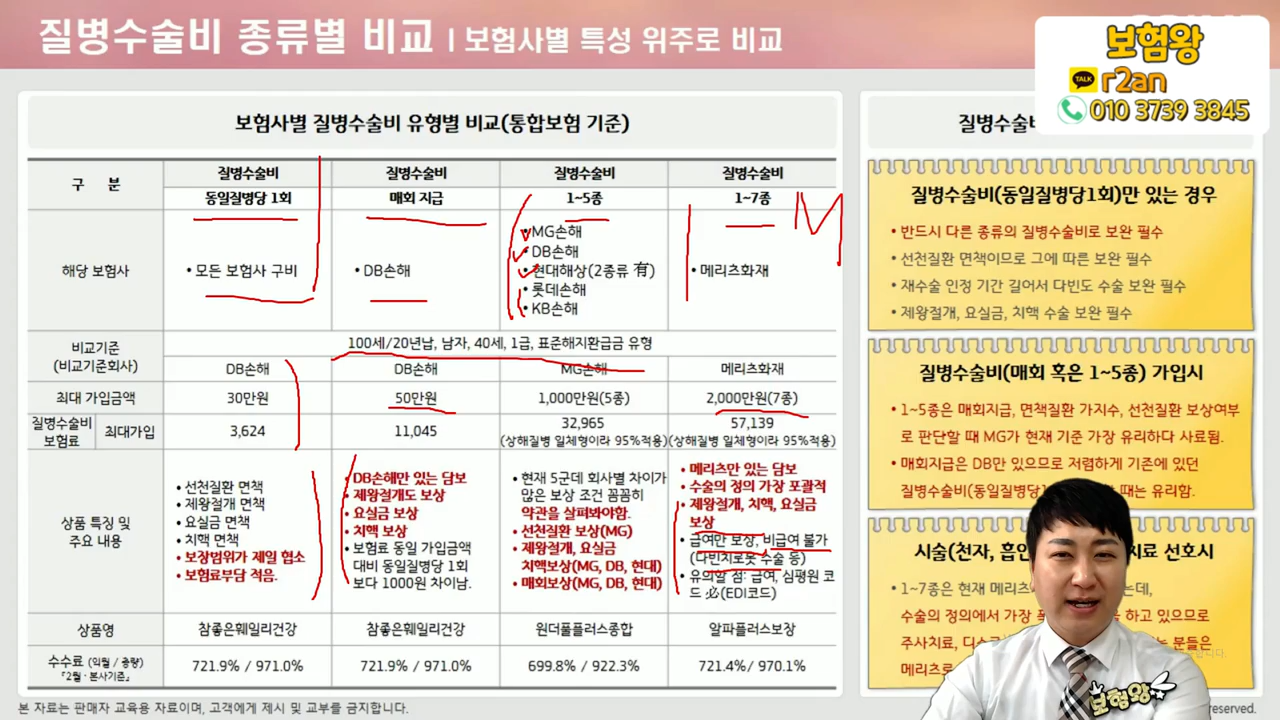 질병수술비 종류별 비교 | 보험사별 특성 위주로 비교
보험왕
TALK r2an
010 3739 3845
보험사별 질병수술비 유형별 비교(통합보험 기준)
구 분
질병수술비 질병수술비 질병수술비 질병수술비
동일질병당 1회 매회 지급 1~5종 1~7종
M
해당 보험사
• 모든 보험사 구비
• DB손해
• MG손해
• DB손해
• 현대해상(2종류 有)
• 롯데손해
• KB손해
• 메리츠화재
비교기준
(비교기준회사)
100세/20년납, 남자, 40세, 1급, 표준해지환급금 유형
DB손해 DB손해 MG손해 메리츠화재
최대 가입금액 30만원 50만원 1,000만원(5종) 2,000만원(7종)
질병수술비
보험료
최대가입
3,624
11,045
32,965
(상해질병 일체형이라 95%적용)
57,139
(상해질병 일체형이라 95%적용)
상품 특징 및
주요 내용
• 선천질환 면책
• 제왕절개 면책
• 요실금 면책
• 치핵 면책
• 보장범위가 제일 협소
• 보험료부담 적음.
• DB손해만 있는 담보
• 제왕절개도 보상
• 요실금 보상
• 치핵 보상
• 보험료 동일 가입금액
대비 동일질병당 1회
보다 1000원 차이남.
• 현재 5군데 회사별 차이가
많은 보상 조건 꼼꼼히
약관을 살펴봐야함.
• 선천질환 보상(MG)
• 제왕절개, 요실금
치핵보상(MG, DB, 현대)
• 매회보상(MG, DB, 현대)
• 메리츠만 있는 담보
• 수술의 정의 가장 포괄적
• 제왕절개, 치핵, 요실금
보상
• 급여만 보상, 비급여 불가
(다빈치로봇 수술 등)
• 유의할 점: 급여, 심평원 코
드 必(EDI코드)
상품명 참좋은훼밀리건강 참좋은훼밀리건강 원더풀플러스종합 알파플러스보장
수수료 (익월 / 총량)
『2월·본사기준』
721.9% / 971.0% 721.9% / 971.0% 699.8% / 922.3% 721.4%/ 970.1%
본 자료는 판매자 교육용 자료이며, 고객에게 제시 및 교부를 금지합니다.
질병수술비
질병수술비(동일질병당1회)만 있는 경우
• 반드시 다른 종류의 질병수술비로 보완 필수
• 선천질환 면책이므로 그에 따른 보완 필수
• 재수술 인정 기간 길어서 다빈도 수술 보완 필수
• 제왕절개, 요실금, 치핵 수술 보완 필수
질병수술비(매회 혹은 1~5종) 가입시
• 1~5종은 매회지급, 면책질환 가지수, 선천질환 보상여부
로 판단할 때 MG가 현재 기준 가장 유리하다 사료됨.
• 매회지급은 DB만 있으므로 저렴하게 기존에 있던
질병수술비(동일질병당 때는 유리함.
시술(천자, 흡인 치료 선호시
• 1~7종은 현재 메리츠
수술의 정의에서 가장 하고 있으므로
주사치료, 디스크 분들은
메리츠로
reserved.
보험왕